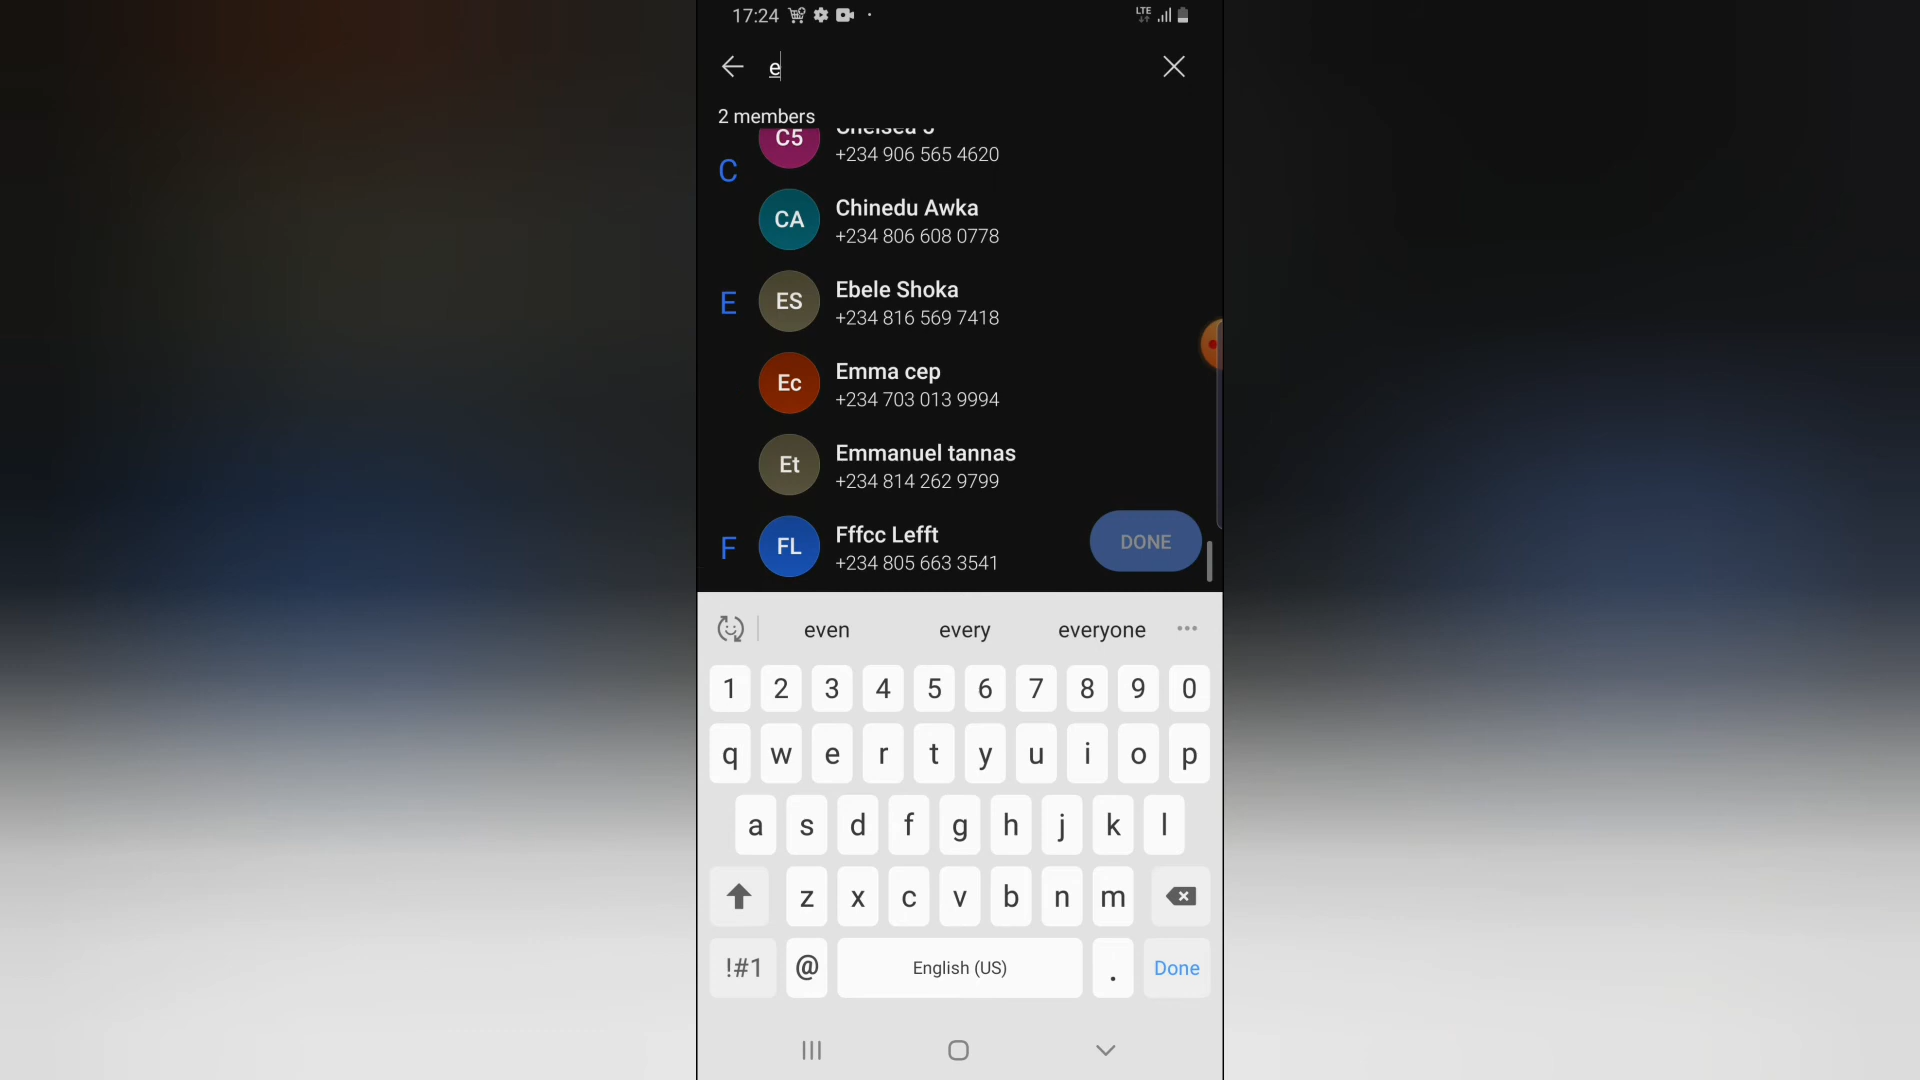 17:24
LTE
e
2 members
C5
Chelsea 5
+234 906 565 4620
C
CA
Chinedu Awka
+234 806 608 0778
E
ES
Ebele Shoka
+234 816 569 7418
Ec
Emma cep
+234 703 013 9994
Et
Emmanuel tannas
+234 814 262 9799
F
FL
Fffcc Lefft
+234 805 663 3541
DONE
even every everyone
1 2 3 4 5 6 7 8 9 0
q w e r t y u i o p
a s d f g h j k l
z x c v b n m
!#1 @ English (US) . Done